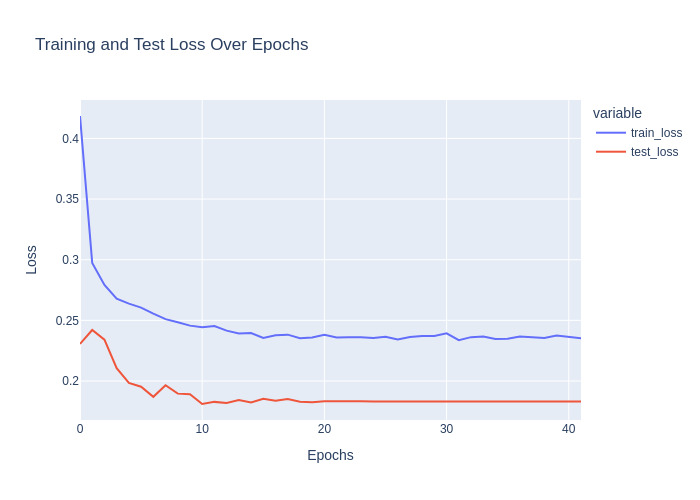 Training and Test Loss Over Epochs
variable
train_loss
test_loss
Loss
0.4
0.35
0.3
0.25
0.2
0
10
20
30
40
Epochs